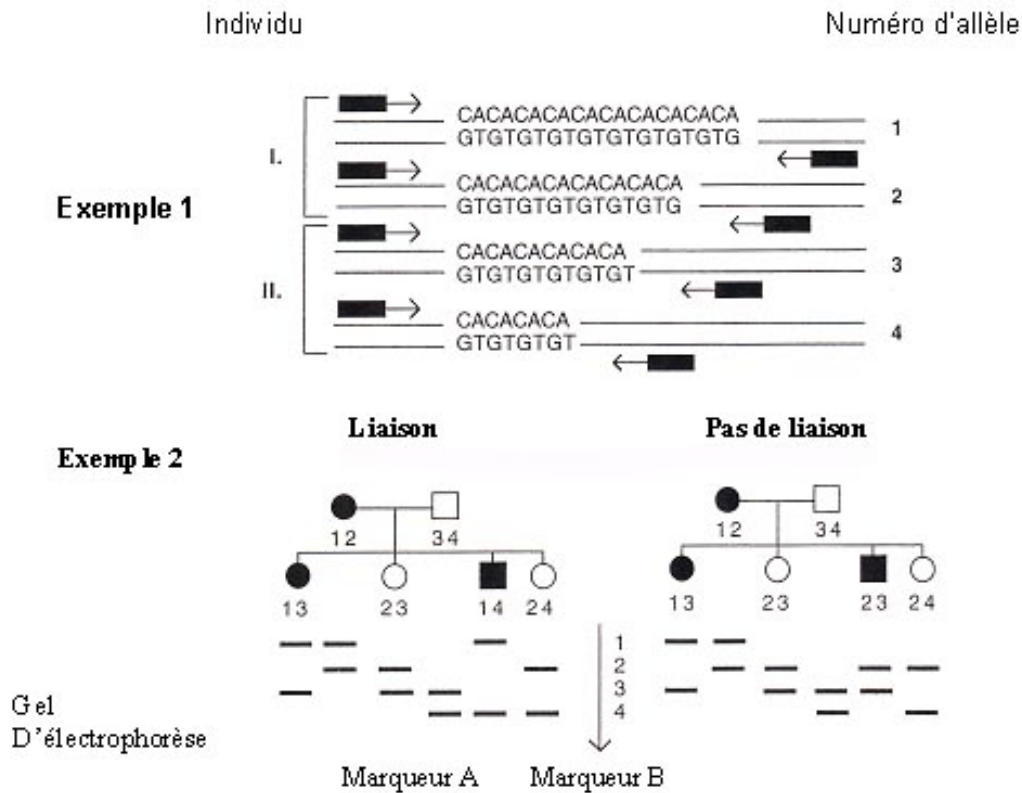 Individu
Numéro d'allèle
CACACACACACACACACACA
GTGTGTGTGTGTGTGTGTG
1
I.
CACACACACACACACA
GTGTGTGTGTGTGTG
2
Exemple 1
CACACACACACA
GTGTGTGTGTGT
3
II.
CACACACA
GTGTGTGT
4
Liaison
Pas de liaison
Exemple 2
12 34
12 34
13 23 14 24
13 23 23 24
1
2
3
4
Gel
D'électrophorèse
Marqueur A
Marqueur B